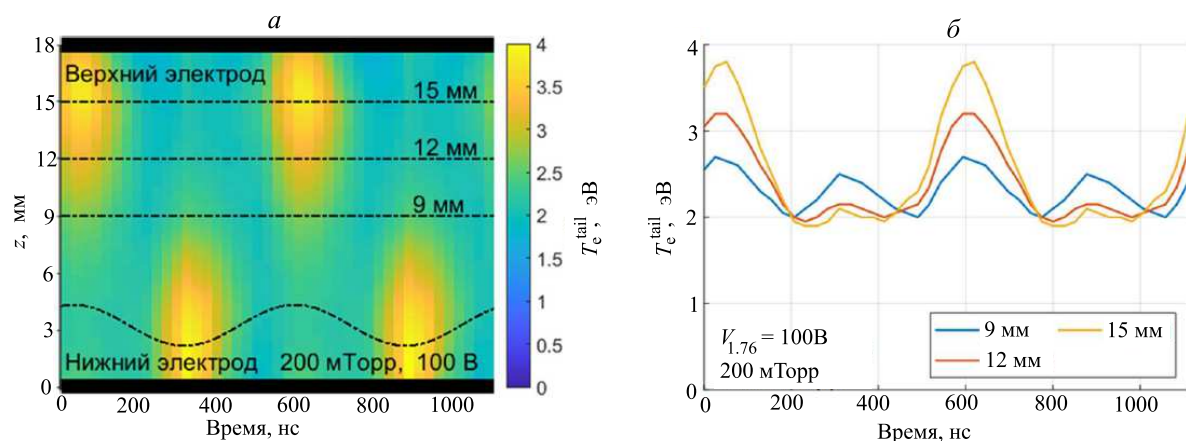 а
18
15
12
9
6
3
0
z, мм
Верхний электрод
15 мм
12 мм
9 мм
Нижний электрод 200 мТорр, 100 В
0 200 400 600 800 1000
Время, нс
4
3.5
3
2.5
2
1.5
1
0.5
0
T_e^tail, эВ
б
4
3
2
1
0
T_e^tail, эВ
V_1.76 = 100В
200 мТорр
9 мм 15 мм
12 мм
0 200 400 600 800 1000
Время, нс